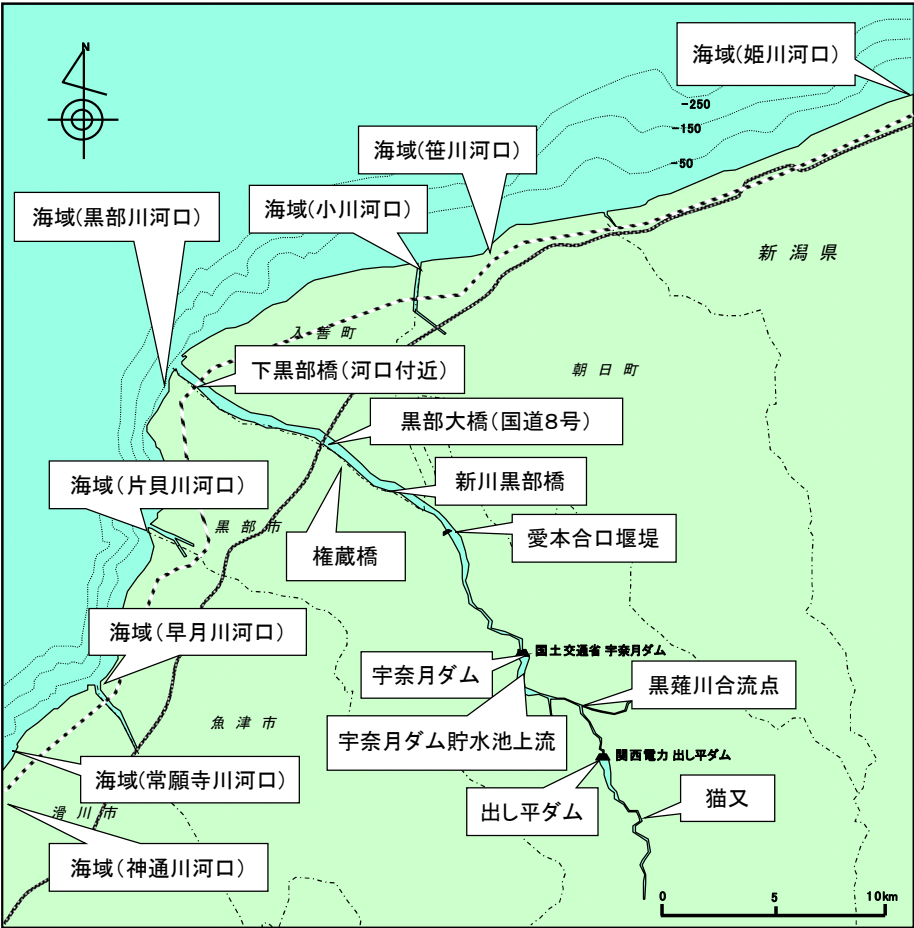 N
海域(姫川河口)
-250
-150
-50
海域(笹川河口)
海域(小川河口)
海域(黒部川河口)
新潟県
入善町
下黒部橋(河口付近)
朝日町
黒部大橋(国道8号)
新川黒部橋
海域(片貝川河口)
黒部市
愛本合口堰堤
権蔵橋
海域(早月川河口)
国土交通省 宇奈月ダム
宇奈月ダム
黒薙川合流点
魚津市
宇奈月ダム貯水池上流
関西電力 出し平ダム
海域(常願寺川河口)
出し平ダム
猫又
滑川市
海域(神通川河口)
0 5 10km